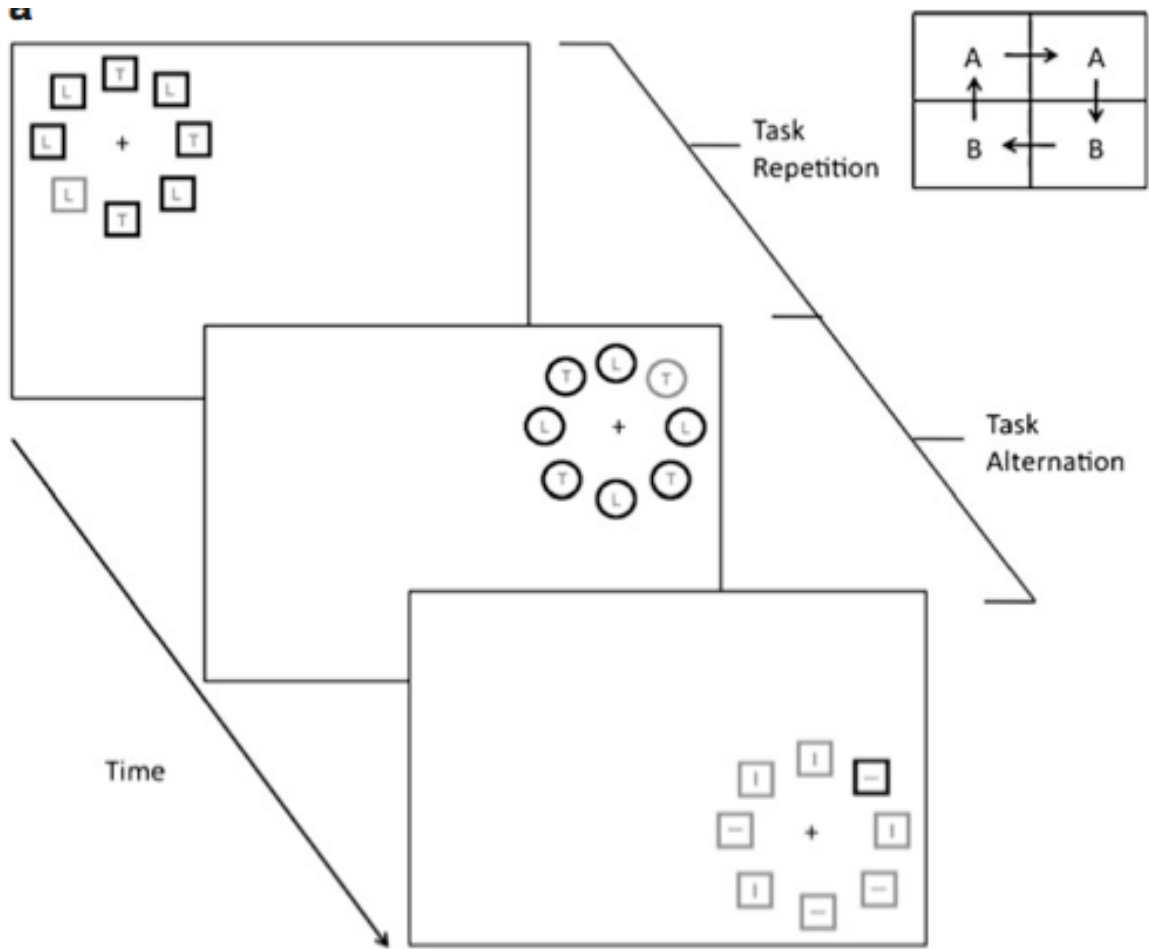 a
T
L L
L + T
L L
T
A A
B B
Task
Repetition
L
T T
L + L
T T
L
Task
Alternation
Time
+